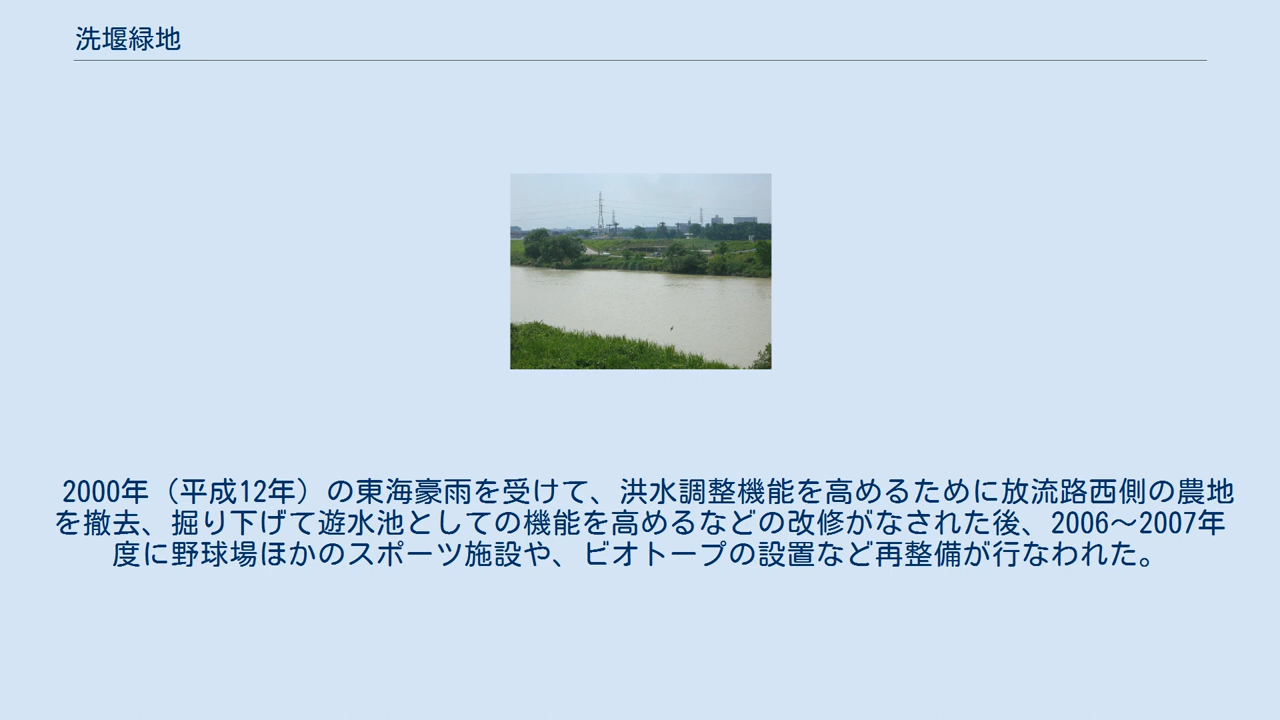 洗堰緑地
2000年（平成12年）の東海豪雨を受けて、洪水調整機能を高めるために放流路西側の農地
を撤去、掘り下げて遊水池としての機能を高めるなどの改修がなされた後、2006〜2007年
度に野球場ほかのスポーツ施設や、ビオトープの設置など再整備が行なわれた。